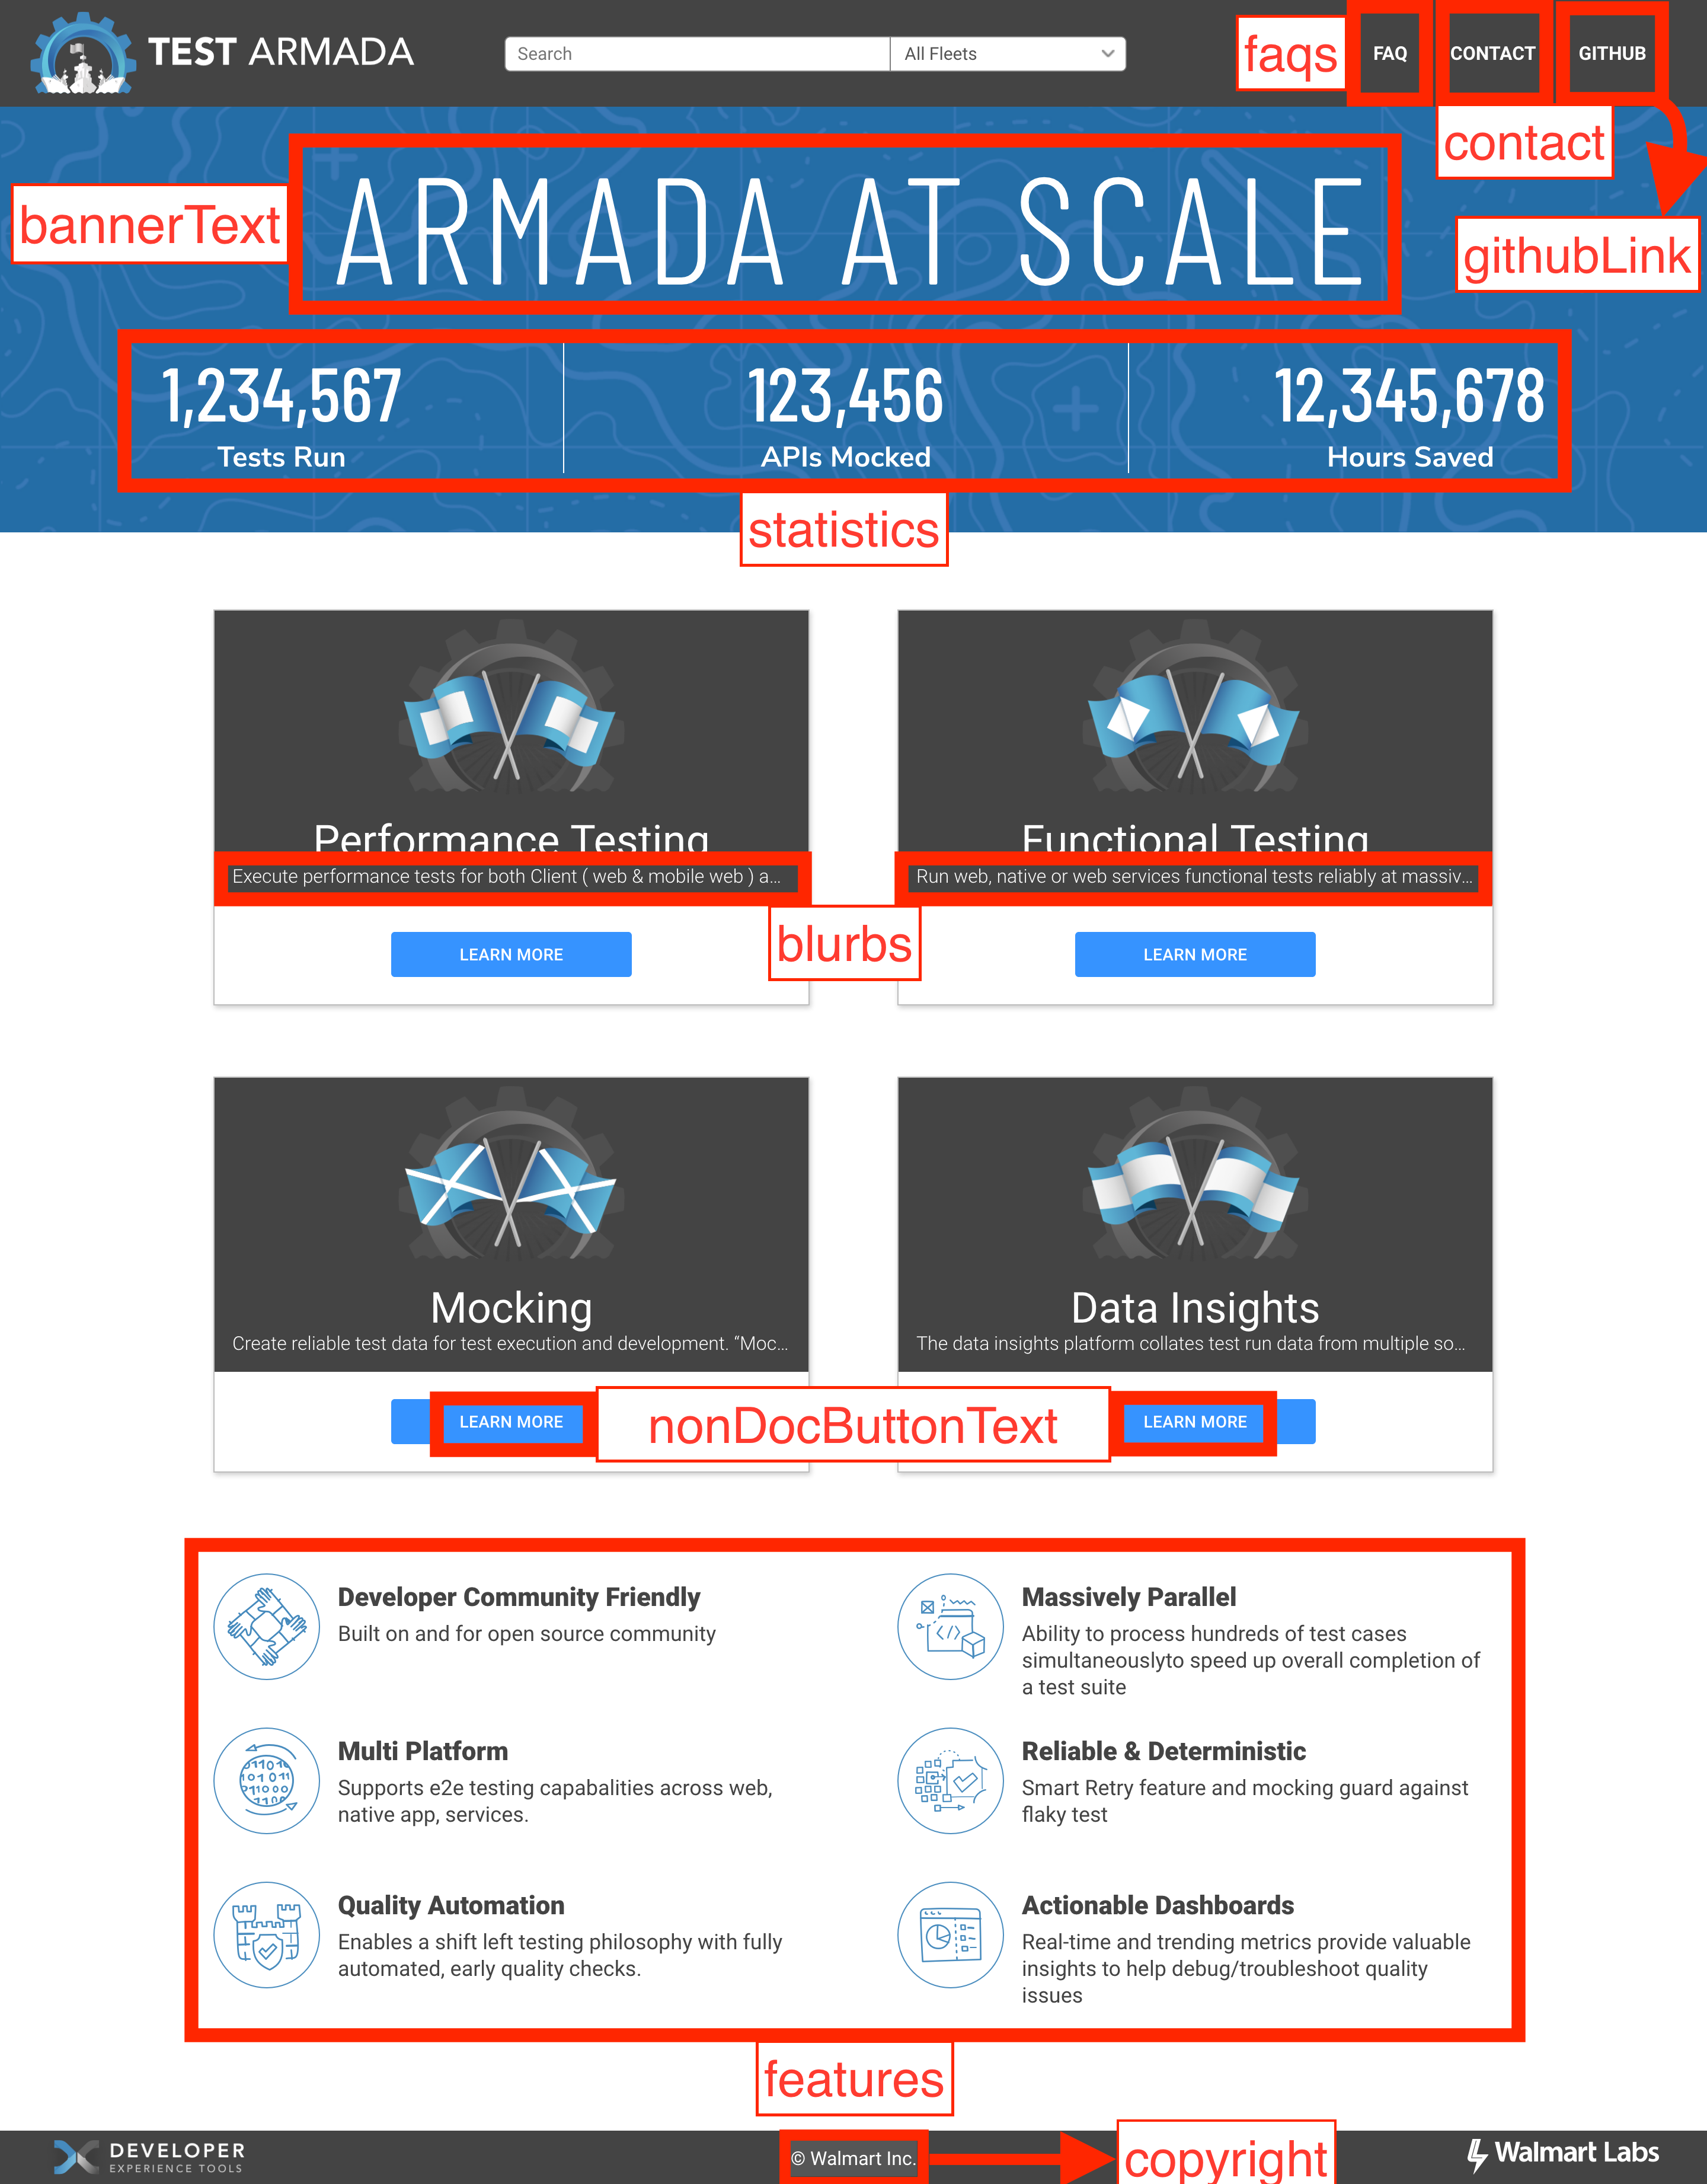 TEST ARMADA
Search
All Fleets
faqs
FAQ
CONTACT
GITHUB
contact
githubLink
bannerText
ARMADA AT SCALE
1,234,567
Tests Run
123,456
APIs Mocked
12,345,678
Hours Saved
statistics
Performance Testing
Execute performance tests for both Client ( web & mobile web ) a...
LEARN MORE
Functional Testing
Run web, native or web services functional tests reliably at massiv...
LEARN MORE
blurbs
Mocking
Create reliable test data for test execution and development. “Moc...
LEARN MORE
Data Insights
The data insights platform collates test run data from multiple so...
LEARN MORE
nonDocButtonText
Developer Community Friendly
Built on and for open source community
Massively Parallel
Ability to process hundreds of test cases
simultaneouslyto speed up overall completion of
a test suite
Multi Platform
Supports e2e testing capabalities across web,
native app, services.
Reliable & Deterministic
Smart Retry feature and mocking guard against
flaky test
Quality Automation
Enables a shift left testing philosophy with fully
automated, early quality checks.
Actionable Dashboards
Real-time and trending metrics provide valuable
insights to help debug/troubleshoot quality
issues
features
DEVELOPER
EXPERIENCE TOOLS
© Walmart Inc.
copyright
Walmart Labs